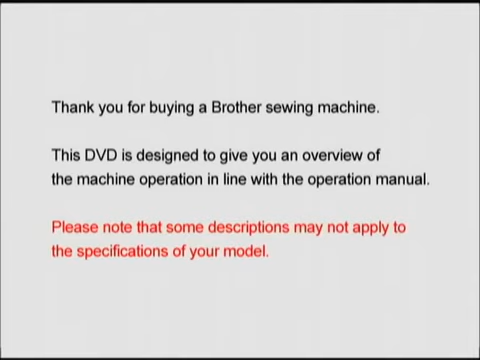 Thank you for buying a Brother sewing machine.
This DVD is designed to give you an overview of
the machine operation in line with the operation manual.
Please note that some descriptions may not apply to
the specifications of your model.